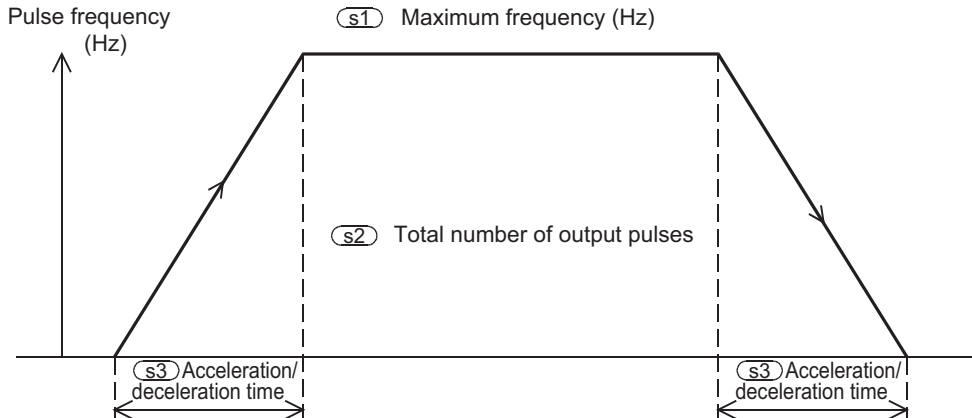 Pulse frequency
(Hz)
s1 Maximum frequency (Hz)
s2 Total number of output pulses
s3 Acceleration/
deceleration time
s3 Acceleration/
deceleration time